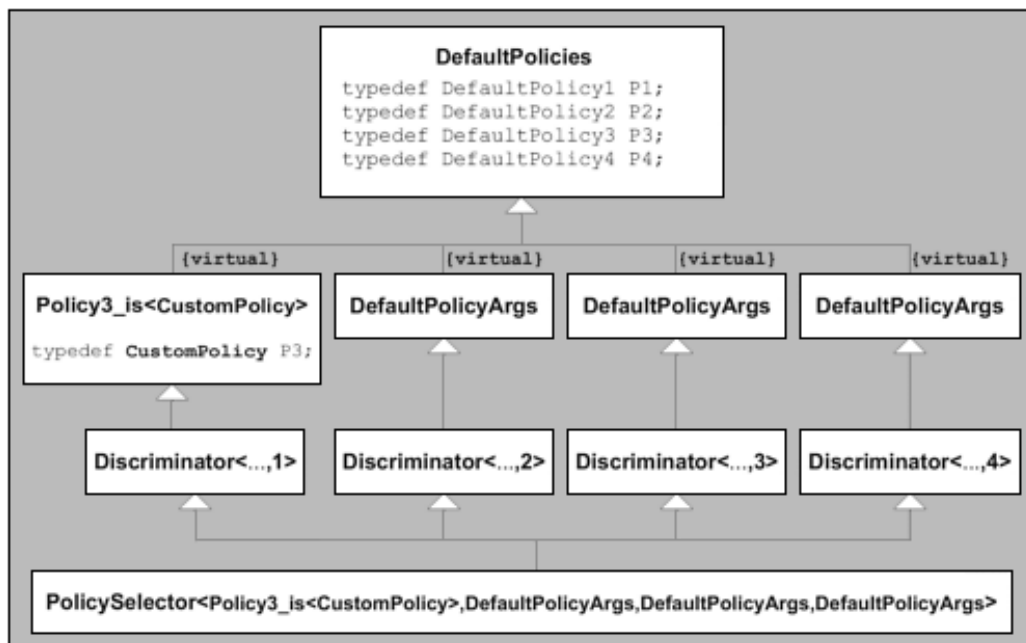 DefaultPolicies
typedef DefaultPolicy1 P1;
typedef DefaultPolicy2 P2;
typedef DefaultPolicy3 P3;
typedef DefaultPolicy4 P4;
{virtual} {virtual} {virtual} {virtual}
Policy3_is<CustomPolicy> DefaultPolicyArgs DefaultPolicyArgs DefaultPolicyArgs
typedef CustomPolicy P3;
Discriminator<...,1> Discriminator<...,2> Discriminator<...,3> Discriminator<...,4>
PolicySelector<Policy3_is<CustomPolicy>,DefaultPolicyArgs,DefaultPolicyArgs,DefaultPolicyArgs>